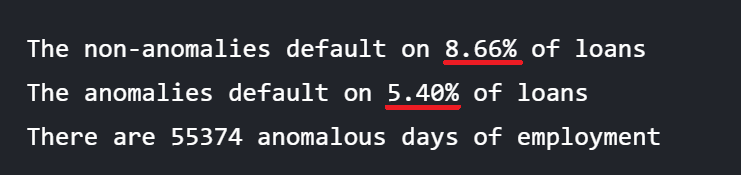 The non-anomalies default on 8.66% of loans
The anomalies default on 5.40% of loans
There are 55374 anomalous days of employment